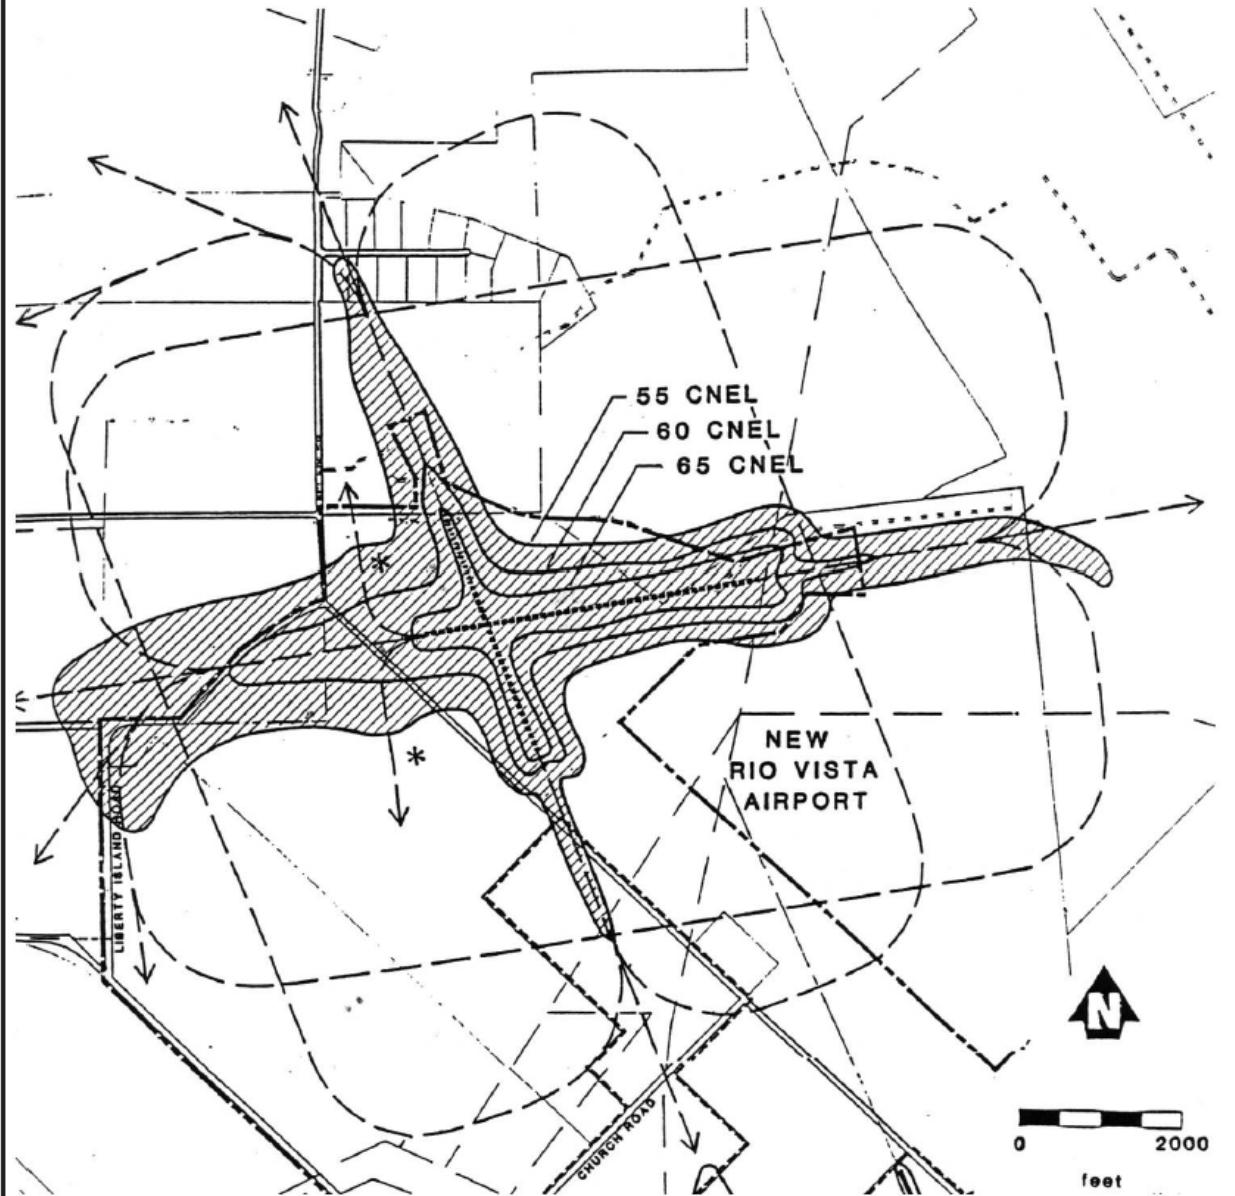 55 CNEL
60 CNEL
65 CNEL
*
*
NEW
RIO VISTA
AIRPORT
LIBERTY ISLAND ROAD
CHURCH ROAD
N
0 2000
feet